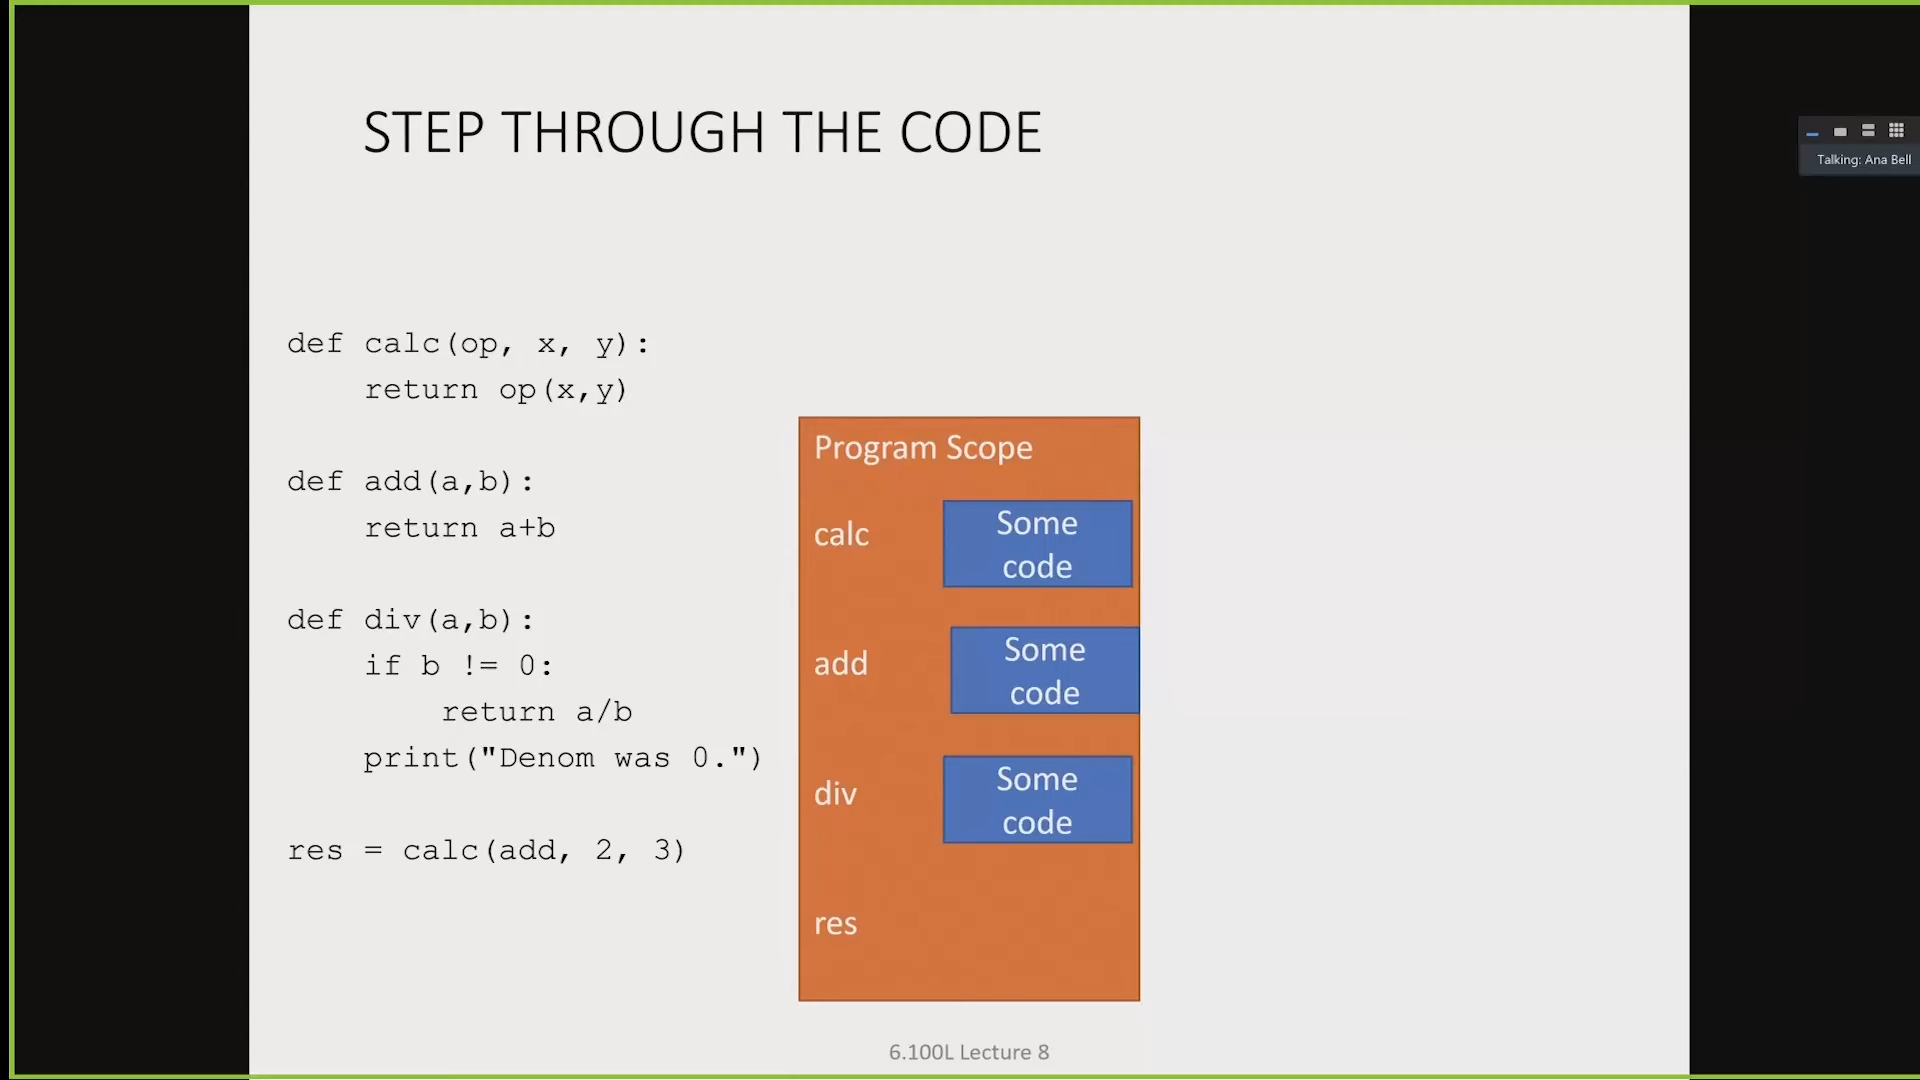 STEP THROUGH THE CODE
Talking: Ana Bell
def calc(op, x, y):
    return op(x,y)
def add(a,b):
    return a+b
def div(a,b):
    if b != 0:
        return a/b
    print("Denom was 0.")
res = calc(add, 2, 3)
Program Scope
calc
Some
code
add
Some
code
div
Some
code
res
6.100L Lecture 8